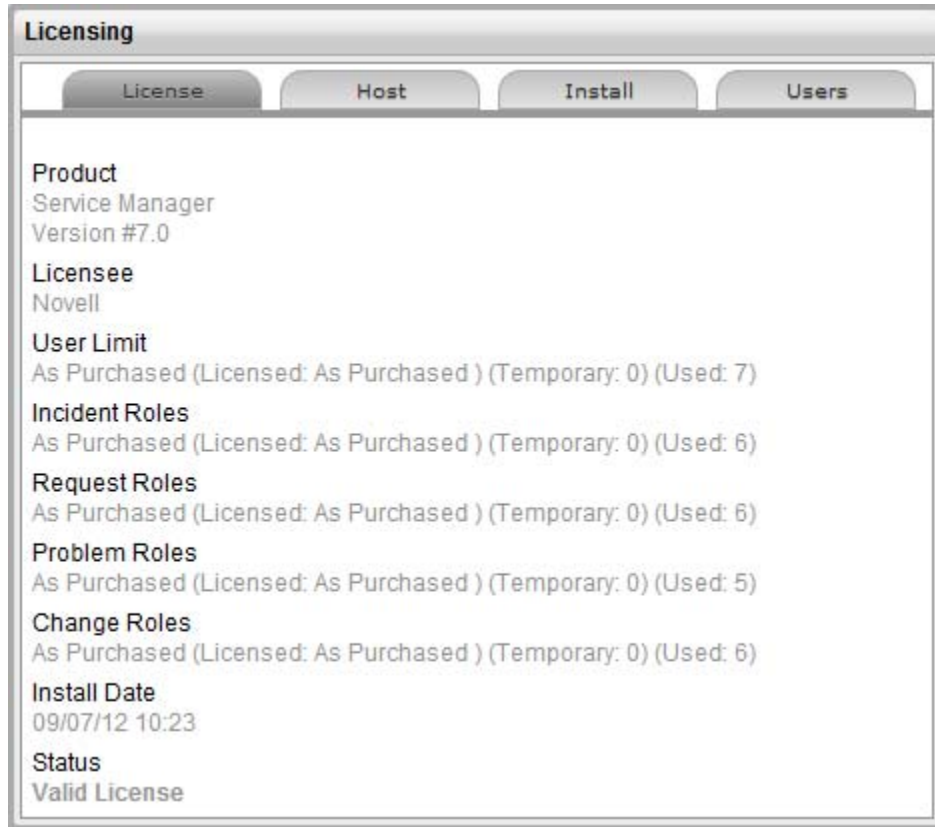 Licensing
License Host Install Users
Product
Service Manager
Version #7.0
Licensee
Novell
User Limit
As Purchased (Licensed: As Purchased ) (Temporary: 0) (Used: 7)
Incident Roles
As Purchased (Licensed: As Purchased ) (Temporary: 0) (Used: 6)
Request Roles
As Purchased (Licensed: As Purchased ) (Temporary: 0) (Used: 6)
Problem Roles
As Purchased (Licensed: As Purchased ) (Temporary: 0) (Used: 5)
Change Roles
As Purchased (Licensed: As Purchased ) (Temporary: 0) (Used: 6)
Install Date
09/07/12 10:23
Status
Valid License